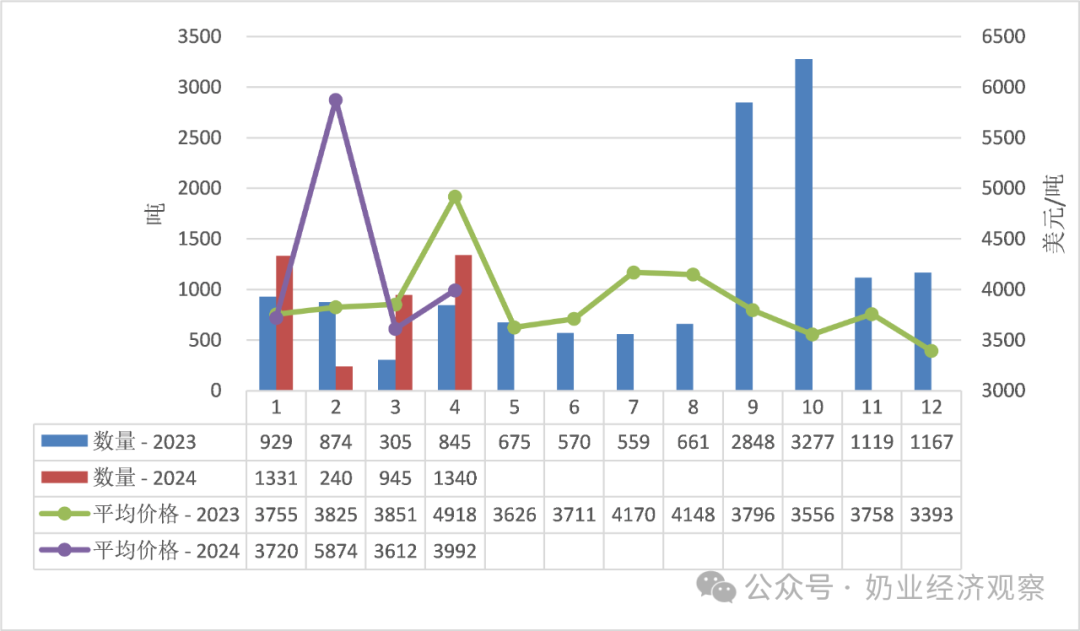 3500 6500
3000 6000
2500 5500
2000 5000
1500 4500
1000 4000
500 3500
0 3000
吨
美元/吨
1 2 3 4 5 6 7 8 9 10 11 12
数量 - 2023 929 874 305 845 675 570 559 661 2848 3277 1119 1167
数量 - 2024 1331 240 945 1340
平均价格 - 2023 3755 3825 3851 4918 3626 3711 4170 4148 3796 3556 3758 3393
平均价格 - 2024 3720 5874 3612 3992
公众号 · 奶业经济观察